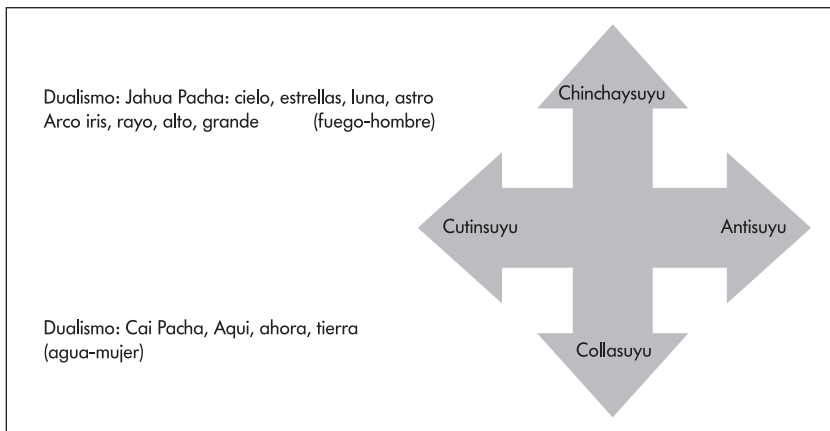 Dualismo: Jahua Pacha: cielo, estrellas, luna, astro
Arco iris, rayo, alto, grande (fuego-hombre)
Chinchaysuyu
Cutinsuyu
Antisuyu
Dualismo: Cai Pacha, Aqui, ahora, tierra
(agua-mujer)
Collasuyu